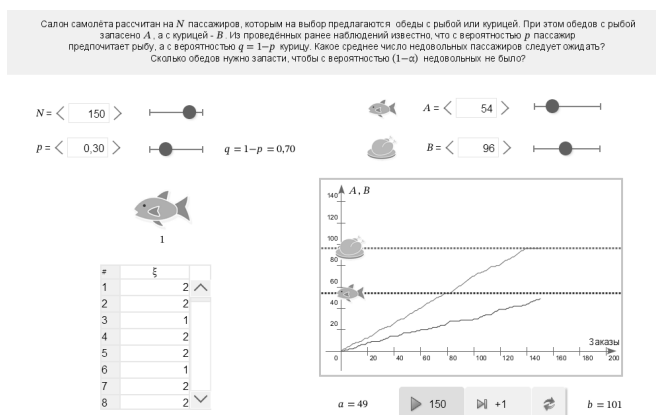 Салон самолёта рассчитан на N пассажиров, которым на выбор предлагаются обеды с рыбой или курицей. При этом обедов с рыбой
запасено A , а с курицей - B . Из проведённых ранее наблюдений известно, что с вероятностью p пассажир
предпочитает рыбу, а с вероятностью q = 1−p курицу. Какое среднее число недовольных пассажиров следует ожидать?
Сколько обедов нужно запасти, чтобы с вероятностью (1−α) недовольных не было?
N = 150
A = 54
p = 0,30
q = 1−p = 0,70
B = 96
1
# ξ
1 2
2 2
3 1
4 2
5 2
6 1
7 2
8 2
A , B
140
120
100
80
60
40
20
Заказы
0 20 40 60 80 100 120 140 160 180 200
a = 49
150
+1
b = 101